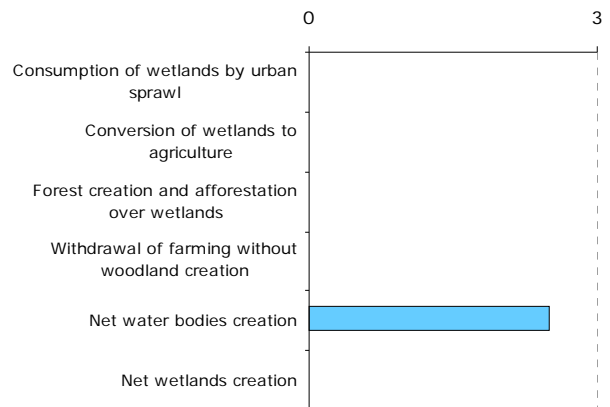 0 3
Consumption of wetlands by urban
sprawl
Conversion of wetlands to
agriculture
Forest creation and afforestation
over wetlands
Withdrawal of farming without
woodland creation
Net water bodies creation
Net wetlands creation